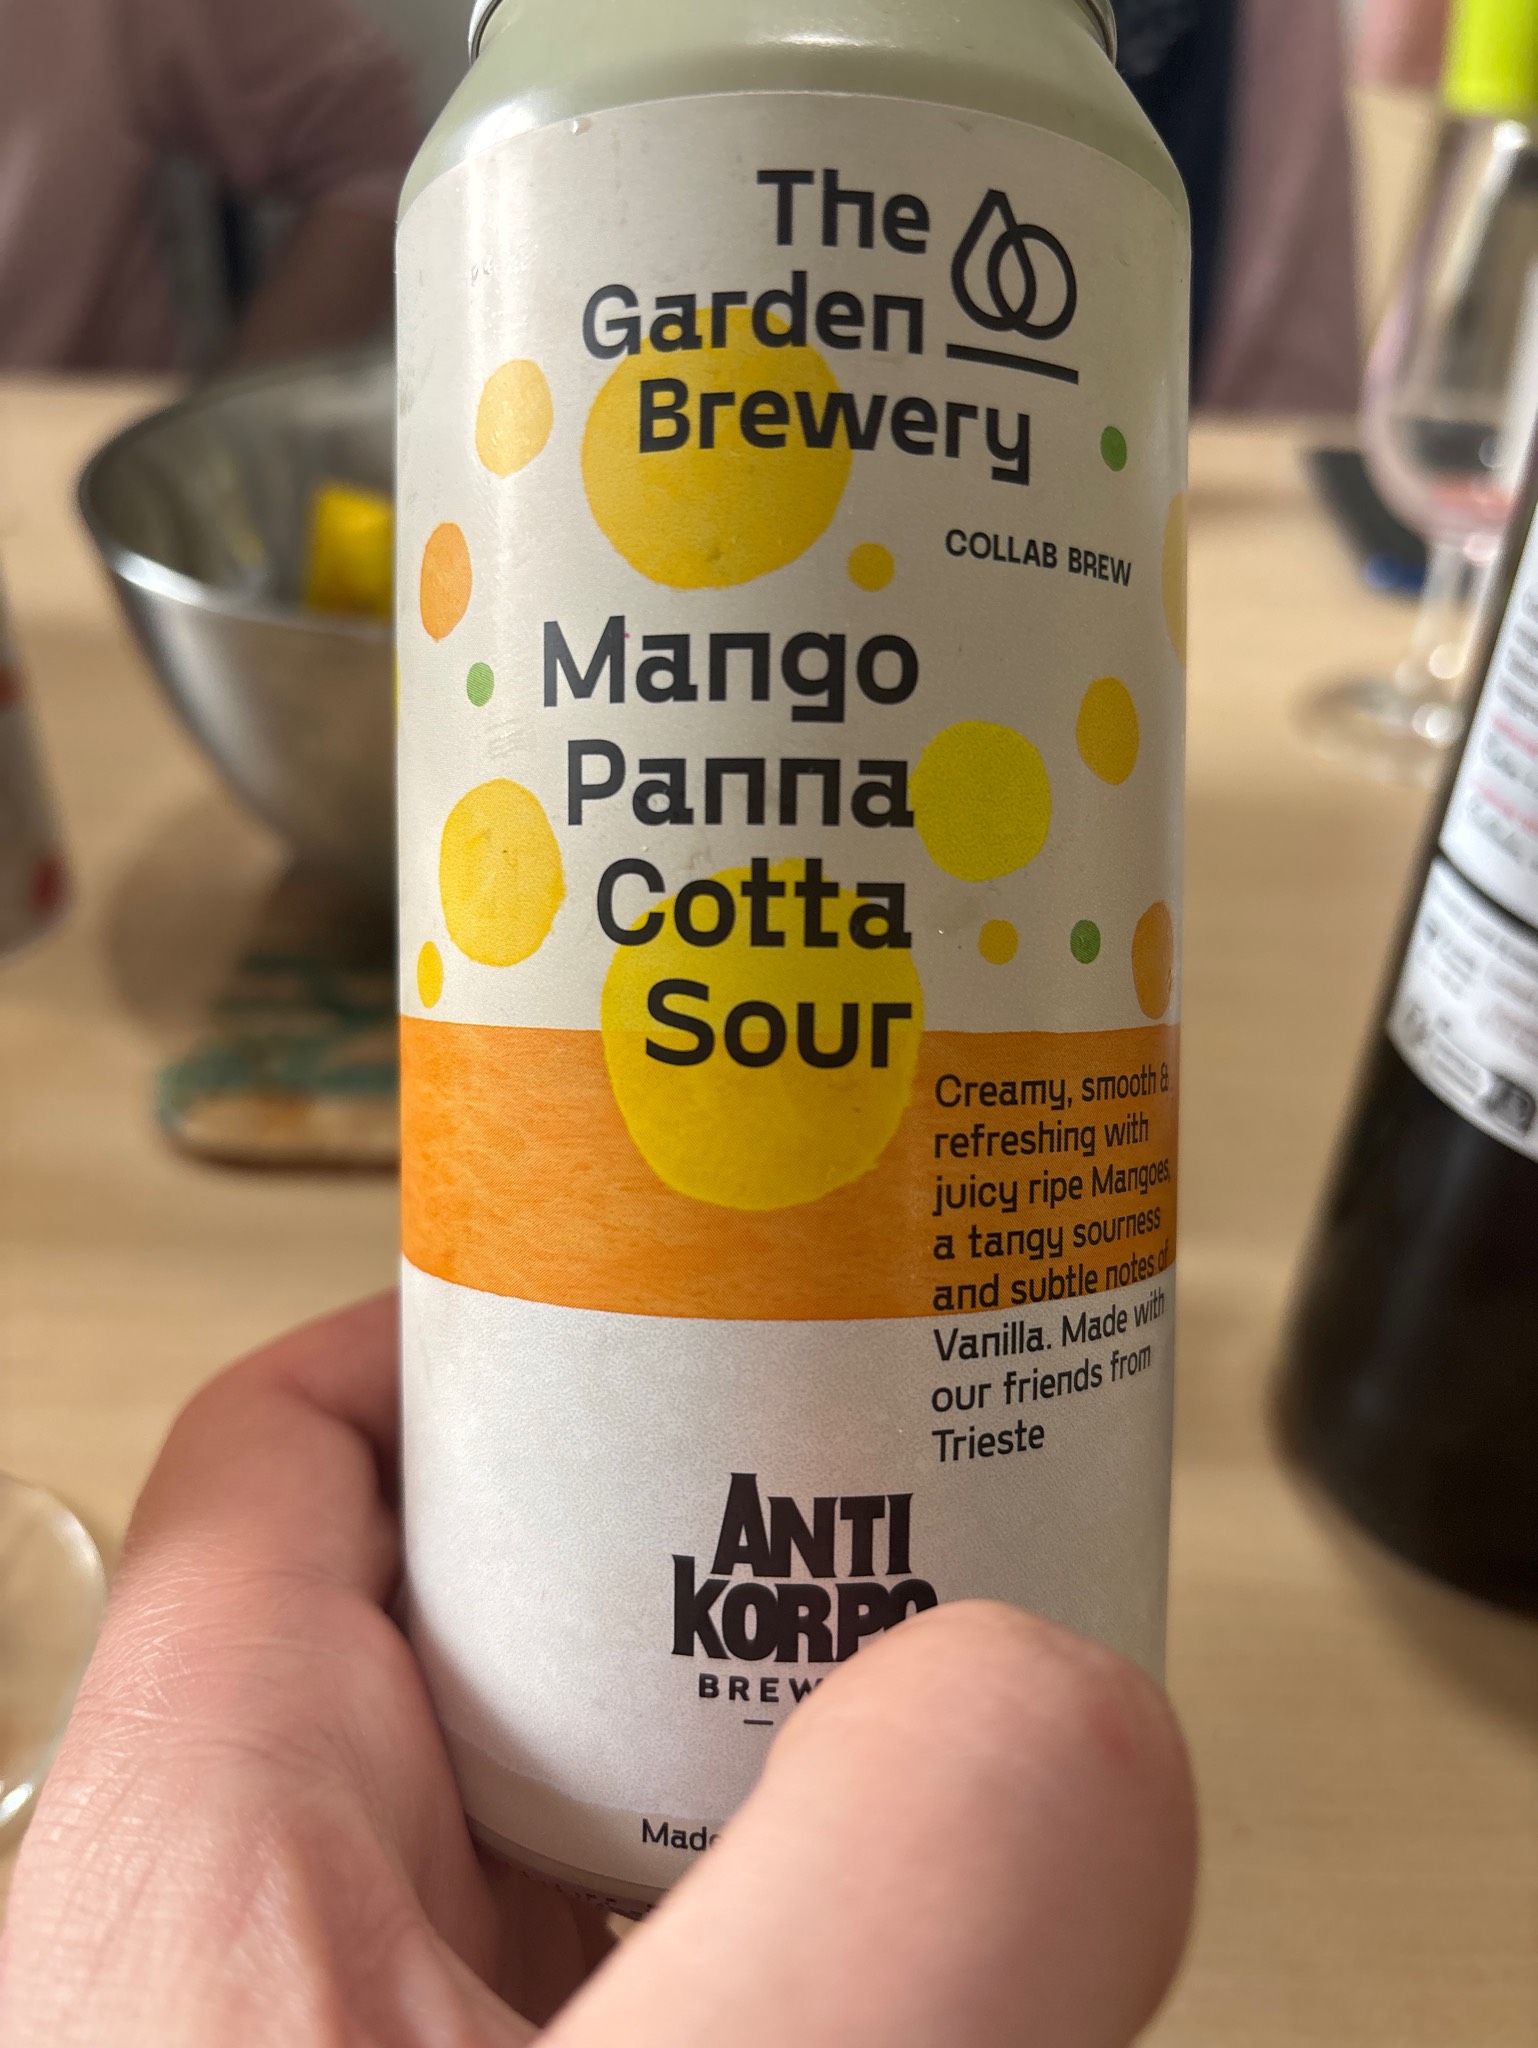 The
Garden
Brewery
COLLAB BREW
Mango
Panna
Cotta
Sour
Creamy, smooth &
refreshing with
juicy ripe Mangoes,
a tangy sourness
and subtle notes of
Vanilla. Made with
our friends from
Trieste
ANTI
KORPO